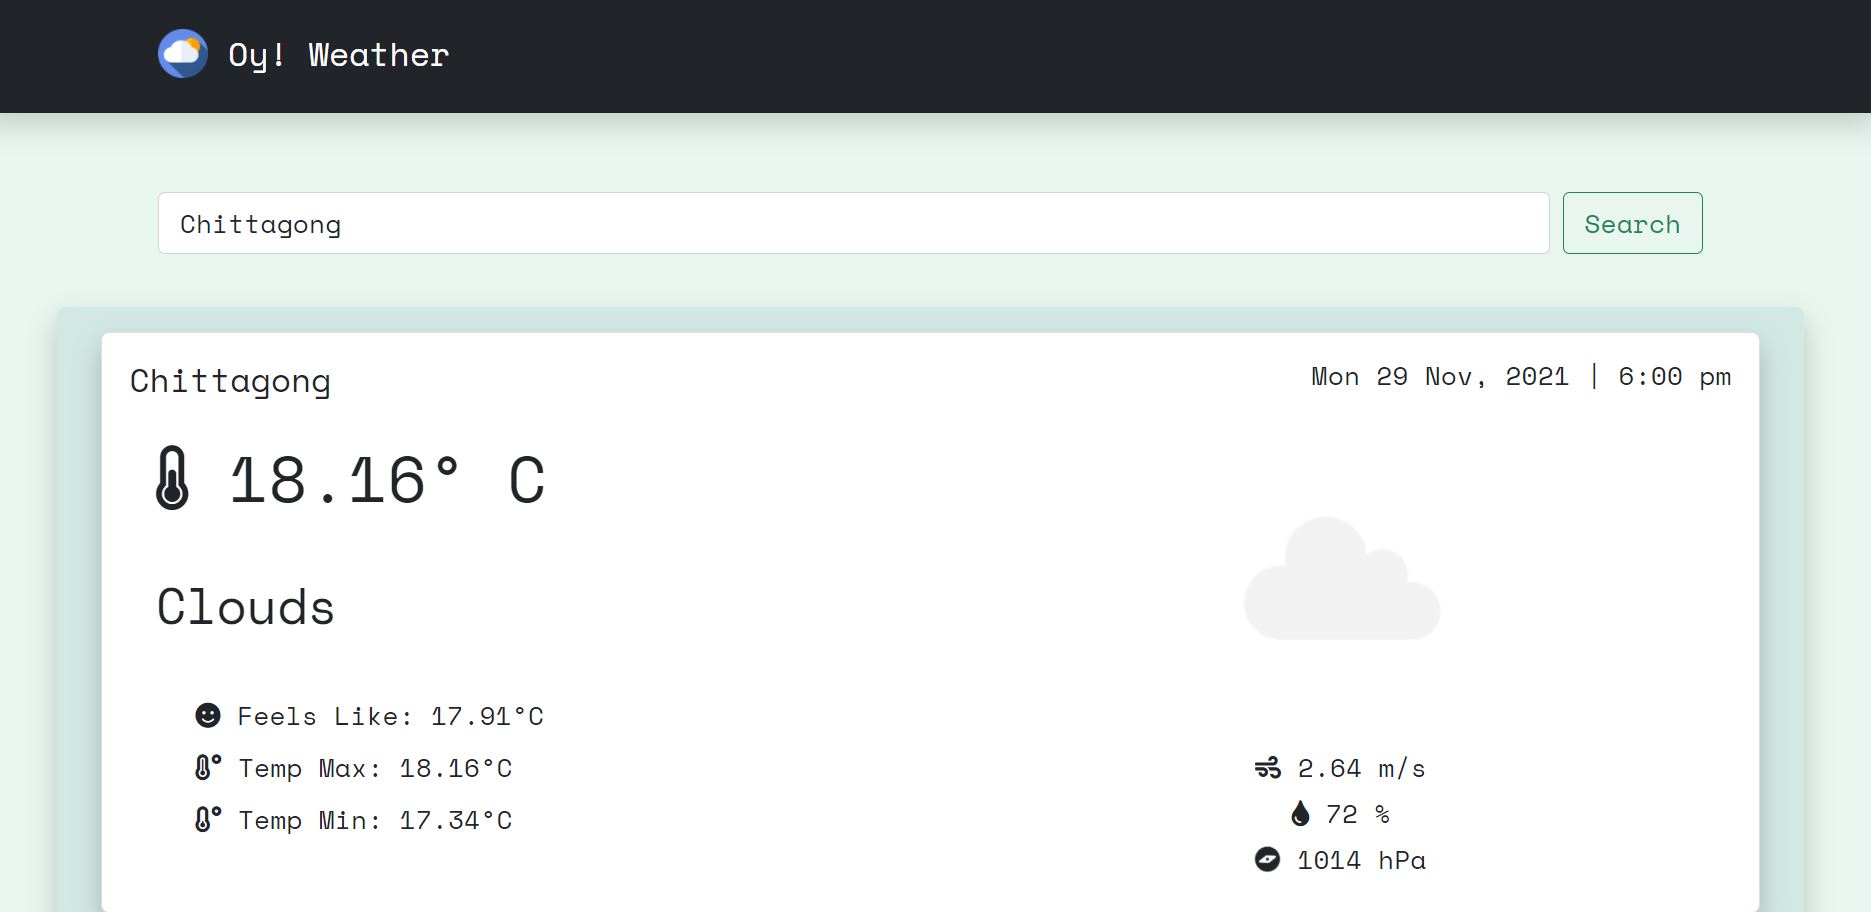 Oy! Weather
Chittagong
Search
Chittagong
Mon 29 Nov, 2021 | 6:00 pm
18.16° C
Clouds
Feels Like: 17.91°C
Temp Max: 18.16°C
Temp Min: 17.34°C
2.64 m/s
72 %
1014 hPa